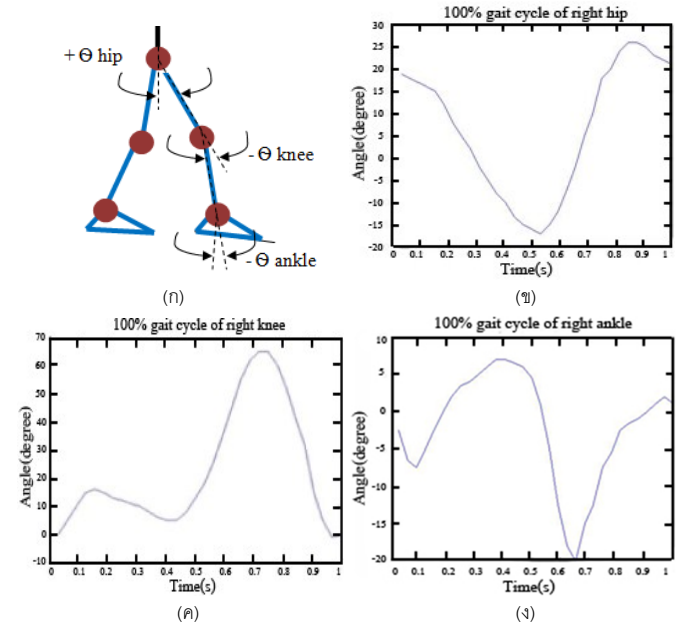 + Θ hip
- Θ knee
- Θ ankle
(ก)
100% gait cycle of right hip
Angle(degree)
30
25
20
15
10
5
0
-5
-10
-15
-20
0 0.1 0.2 0.3 0.4 0.5 0.6 0.7 0.8 0.9 1
Time(s)
(ข)
100% gait cycle of right knee
Angle(degree)
70
60
50
40
30
20
10
0
-10
0 0.1 0.2 0.3 0.4 0.5 0.6 0.7 0.8 0.9 1
Time(s)
(ค)
100% gait cycle of right ankle
Angle(degree)
10
5
0
-5
-10
-15
-20
0 0.1 0.2 0.3 0.4 0.5 0.6 0.7 0.8 0.9 1
Time(s)
(ง)